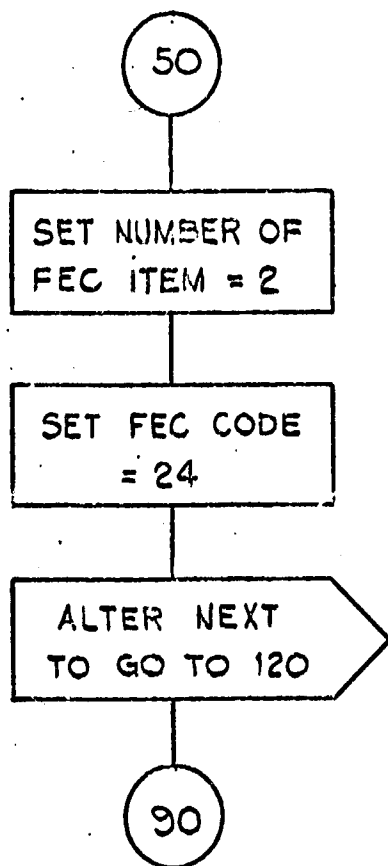 50
SET NUMBER OF
FEC ITEM = 2
SET FEC CODE
= 24
ALTER NEXT
TO GO TO 120
90